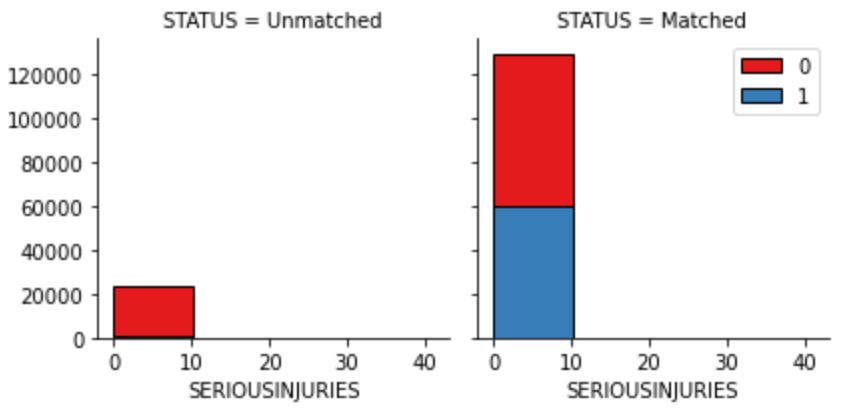 STATUS = Unmatched
120000
100000
80000
60000
40000
20000
0
0 10 20 30 40
SERIOUSINJURIES
STATUS = Matched
0
1
0 10 20 30 40
SERIOUSINJURIES